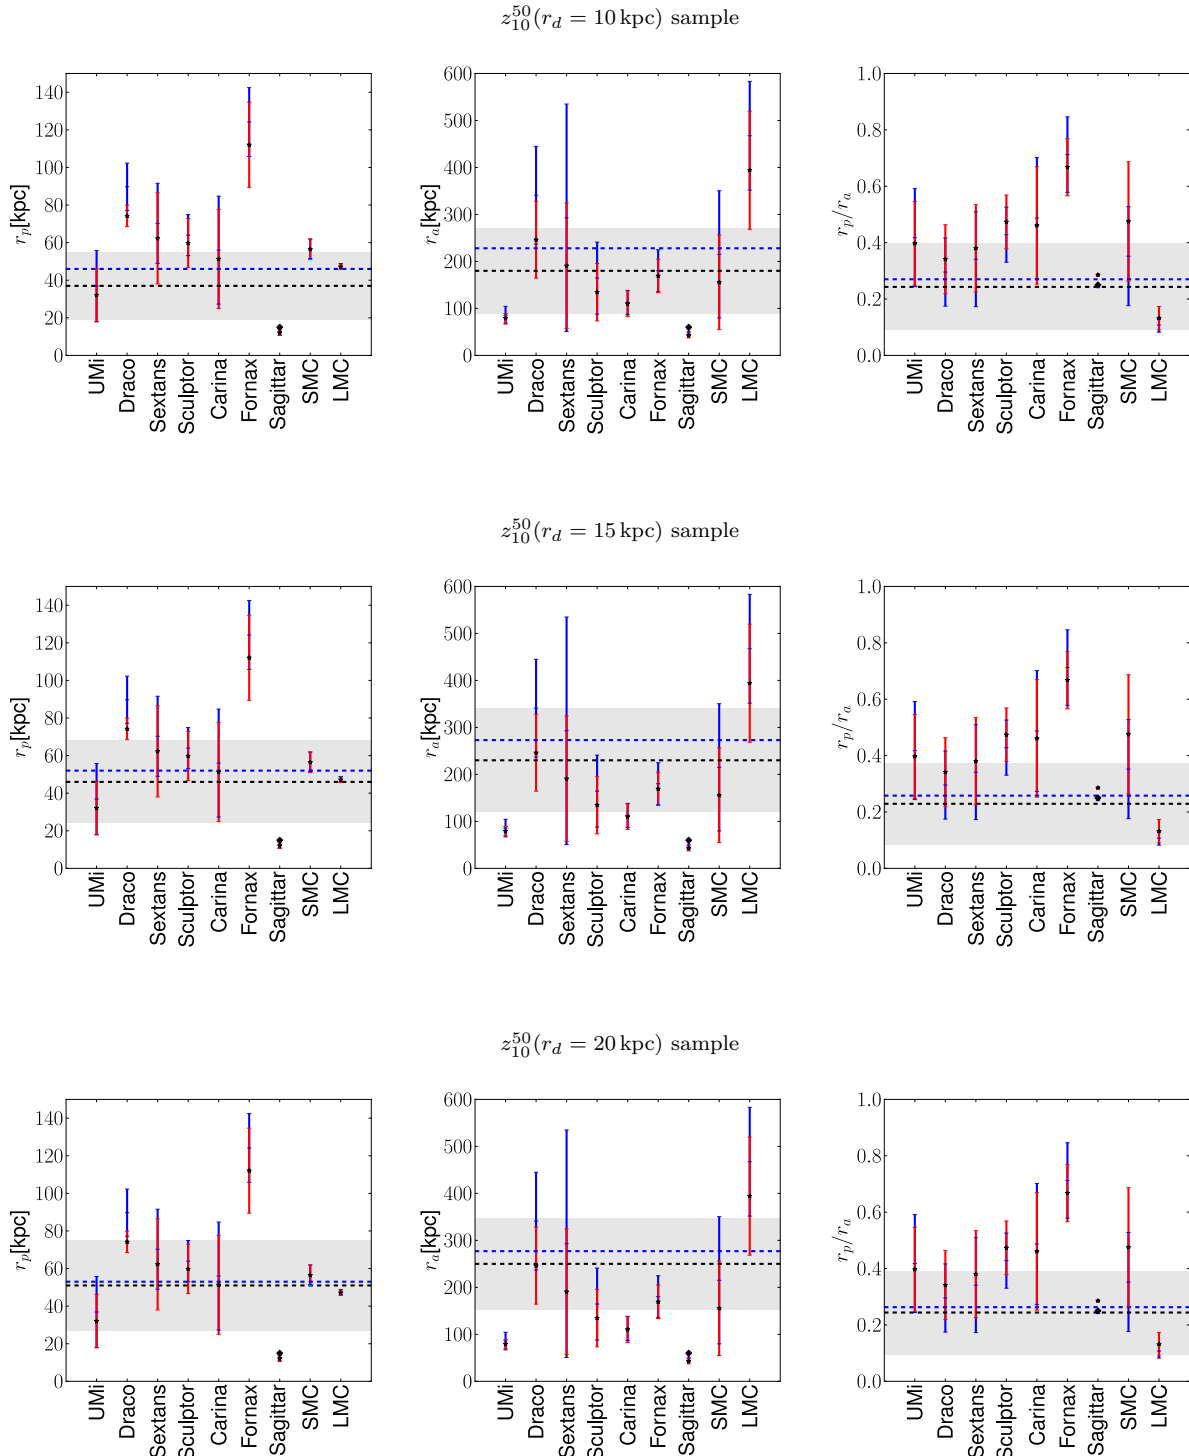 z_{10}^{50}(r_d = 10 kpc) sample
140
120
100
80
60
40
20
0
r_p[kpc]
UMi
Draco
Sextans
Sculptor
Carina
Fornax
Sagittar
SMC
LMC
600
500
400
300
200
100
0
r_a[kpc]
UMi
Draco
Sextans
Sculptor
Carina
Fornax
Sagittar
SMC
LMC
1.0
0.8
0.6
0.4
0.2
0.0
r_p/r_a
UMi
Draco
Sextans
Sculptor
Carina
Fornax
Sagittar
SMC
LMC
z_{10}^{50}(r_d = 15 kpc) sample
140
120
100
80
60
40
20
0
r_p[kpc]
UMi
Draco
Sextans
Sculptor
Carina
Fornax
Sagittar
SMC
LMC
600
500
400
300
200
100
0
r_a[kpc]
UMi
Draco
Sextans
Sculptor
Carina
Fornax
Sagittar
SMC
LMC
1.0
0.8
0.6
0.4
0.2
0.0
r_p/r_a
UMi
Draco
Sextans
Sculptor
Carina
Fornax
Sagittar
SMC
LMC
z_{10}^{50}(r_d = 20 kpc) sample
140
120
100
80
60
40
20
0
r_p[kpc]
UMi
Draco
Sextans
Sculptor
Carina
Fornax
Sagittar
SMC
LMC
600
500
400
300
200
100
0
r_a[kpc]
UMi
Draco
Sextans
Sculptor
Carina
Fornax
Sagittar
SMC
LMC
1.0
0.8
0.6
0.4
0.2
0.0
r_p/r_a
UMi
Draco
Sextans
Sculptor
Carina
Fornax
Sagittar
SMC
LMC